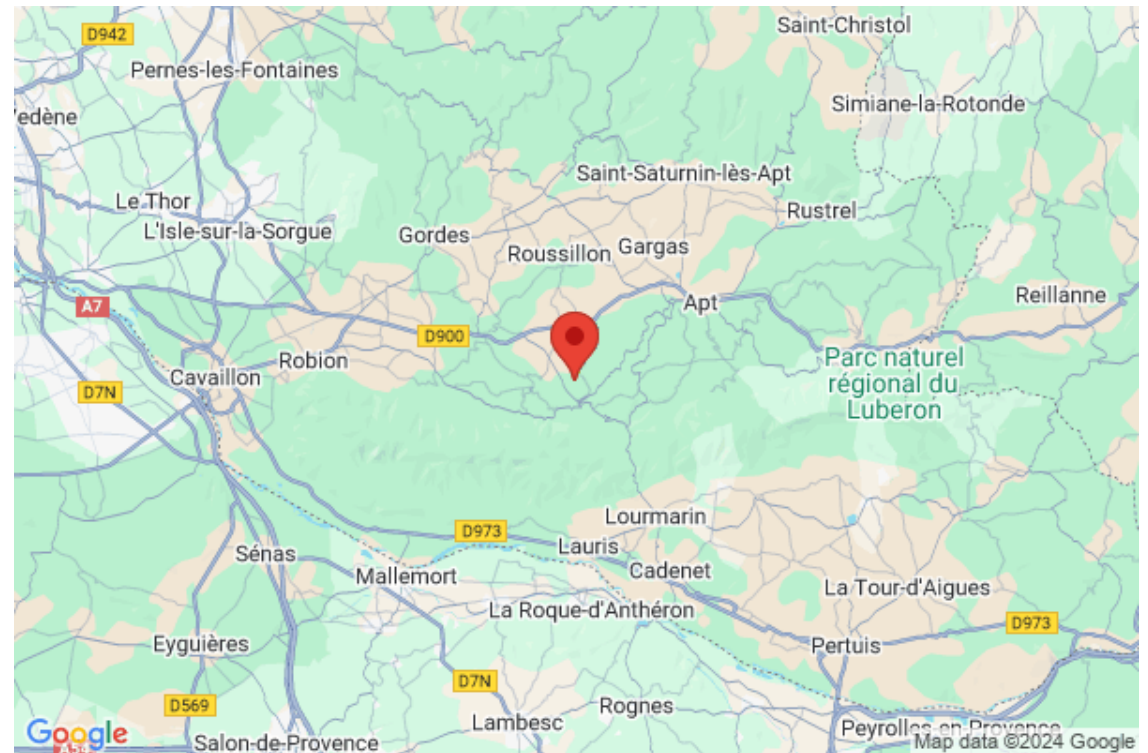 Saint-Christol
D942
Pernes-les-Fontaines
Simiane-la-Rotonde
edène
Saint-Saturnin-lès-Apt
Le Thor
Rustrel
L'Isle-sur-la-Sorgue
Gordes
Roussillon
Gargas
Apt
Reillanne
A7
D900
Robion
Parc naturel
régional du
Luberon
Cavaillon
D7N
Lourmarin
D973
Lauris
Sénas
Cadenet
Mallemort
La Tour-d'Aigues
La Roque-d'Anthéron
D973
Eyguières
Pertuis
D7N
D569
Rognes
Lambesc
Peyrolles-en-Provence
Google
Salon-de-Provence
Map data ©2024 Google